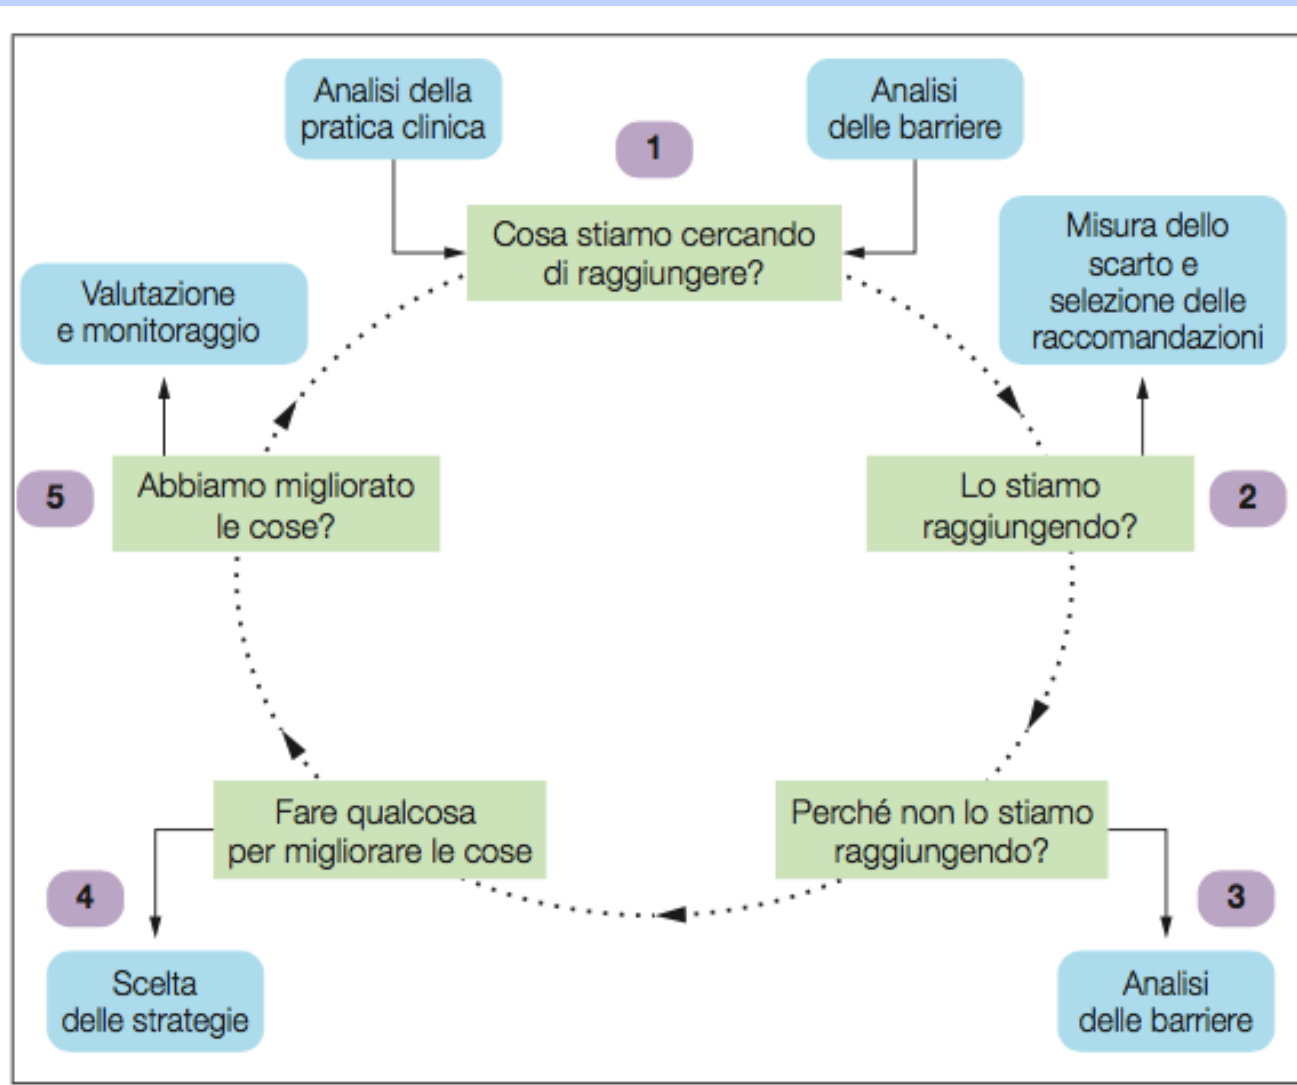 Analisi della
pratica clinica
1
Analisi
delle barriere
Cosa stiamo cercando
di raggiungere?
Misura dello
scarto e
selezione delle
raccomandazioni
Valutazione
e monitoraggio
5
Abbiamo migliorato
le cose?
Lo stiamo
raggiungendo?
2
Fare qualcosa
per migliorare le cose
Perché non lo stiamo
raggiungendo?
4
3
Scelta
delle strategie
Analisi
delle barriere